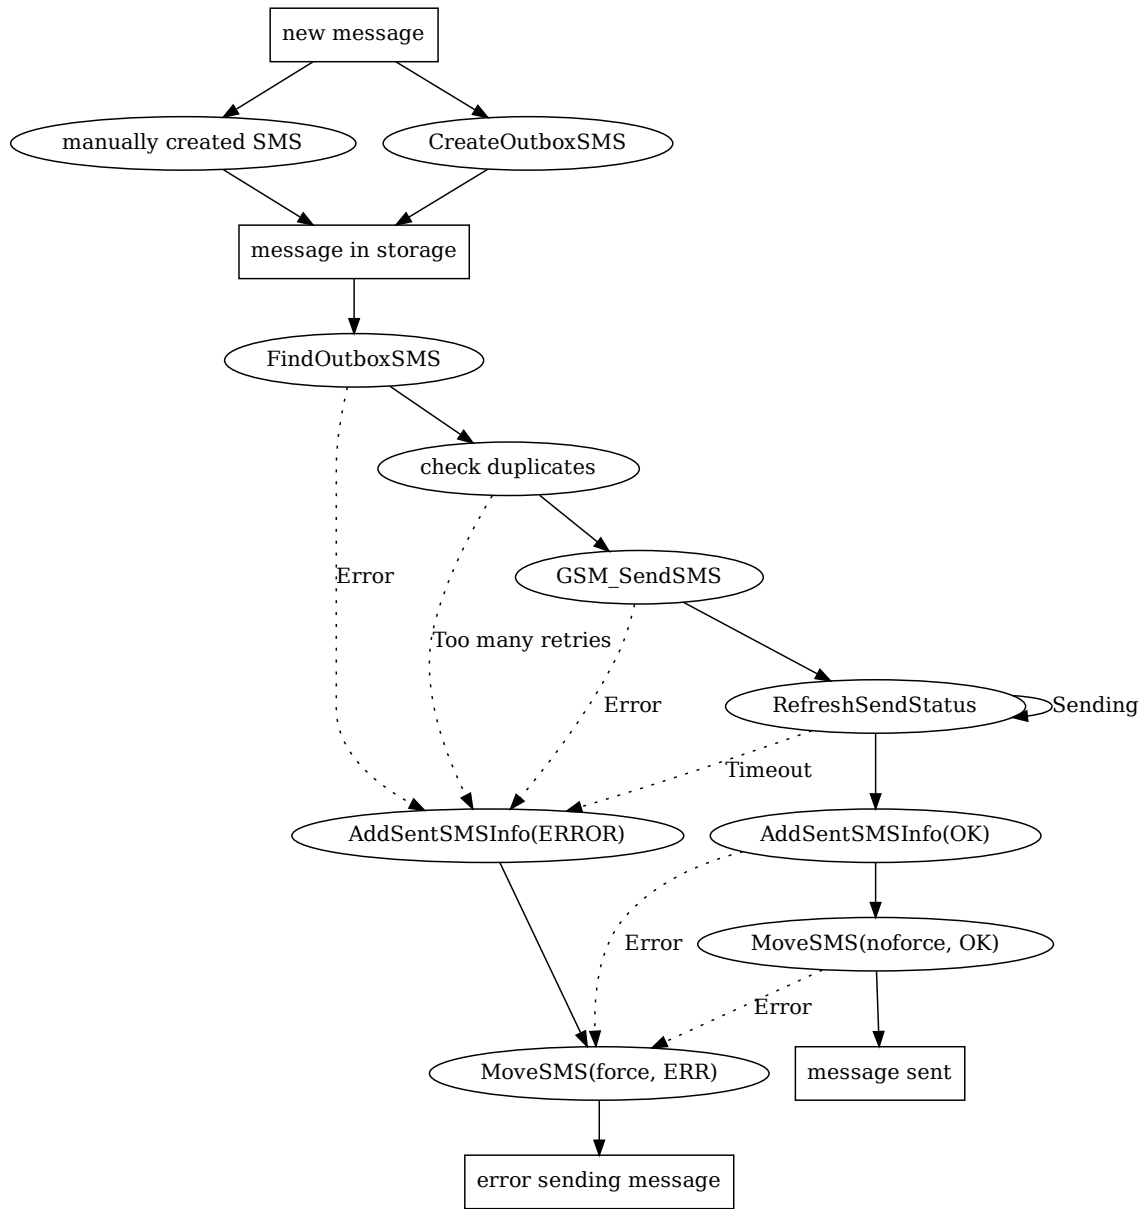 new message
manually created SMS
CreateOutboxSMS
message in storage
FindOutboxSMS
check duplicates
Error
GSM_SendSMS
Too many retries
Error
RefreshSendStatus
Sending
Timeout
AddSentSMSInfo(ERROR)
AddSentSMSInfo(OK)
Error
MoveSMS(noforce, OK)
Error
MoveSMS(force, ERR)
message sent
error sending message